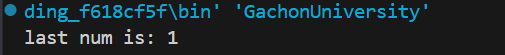 ding_f618cf5f\bin' 'GachonUniversity'
last num is: 1